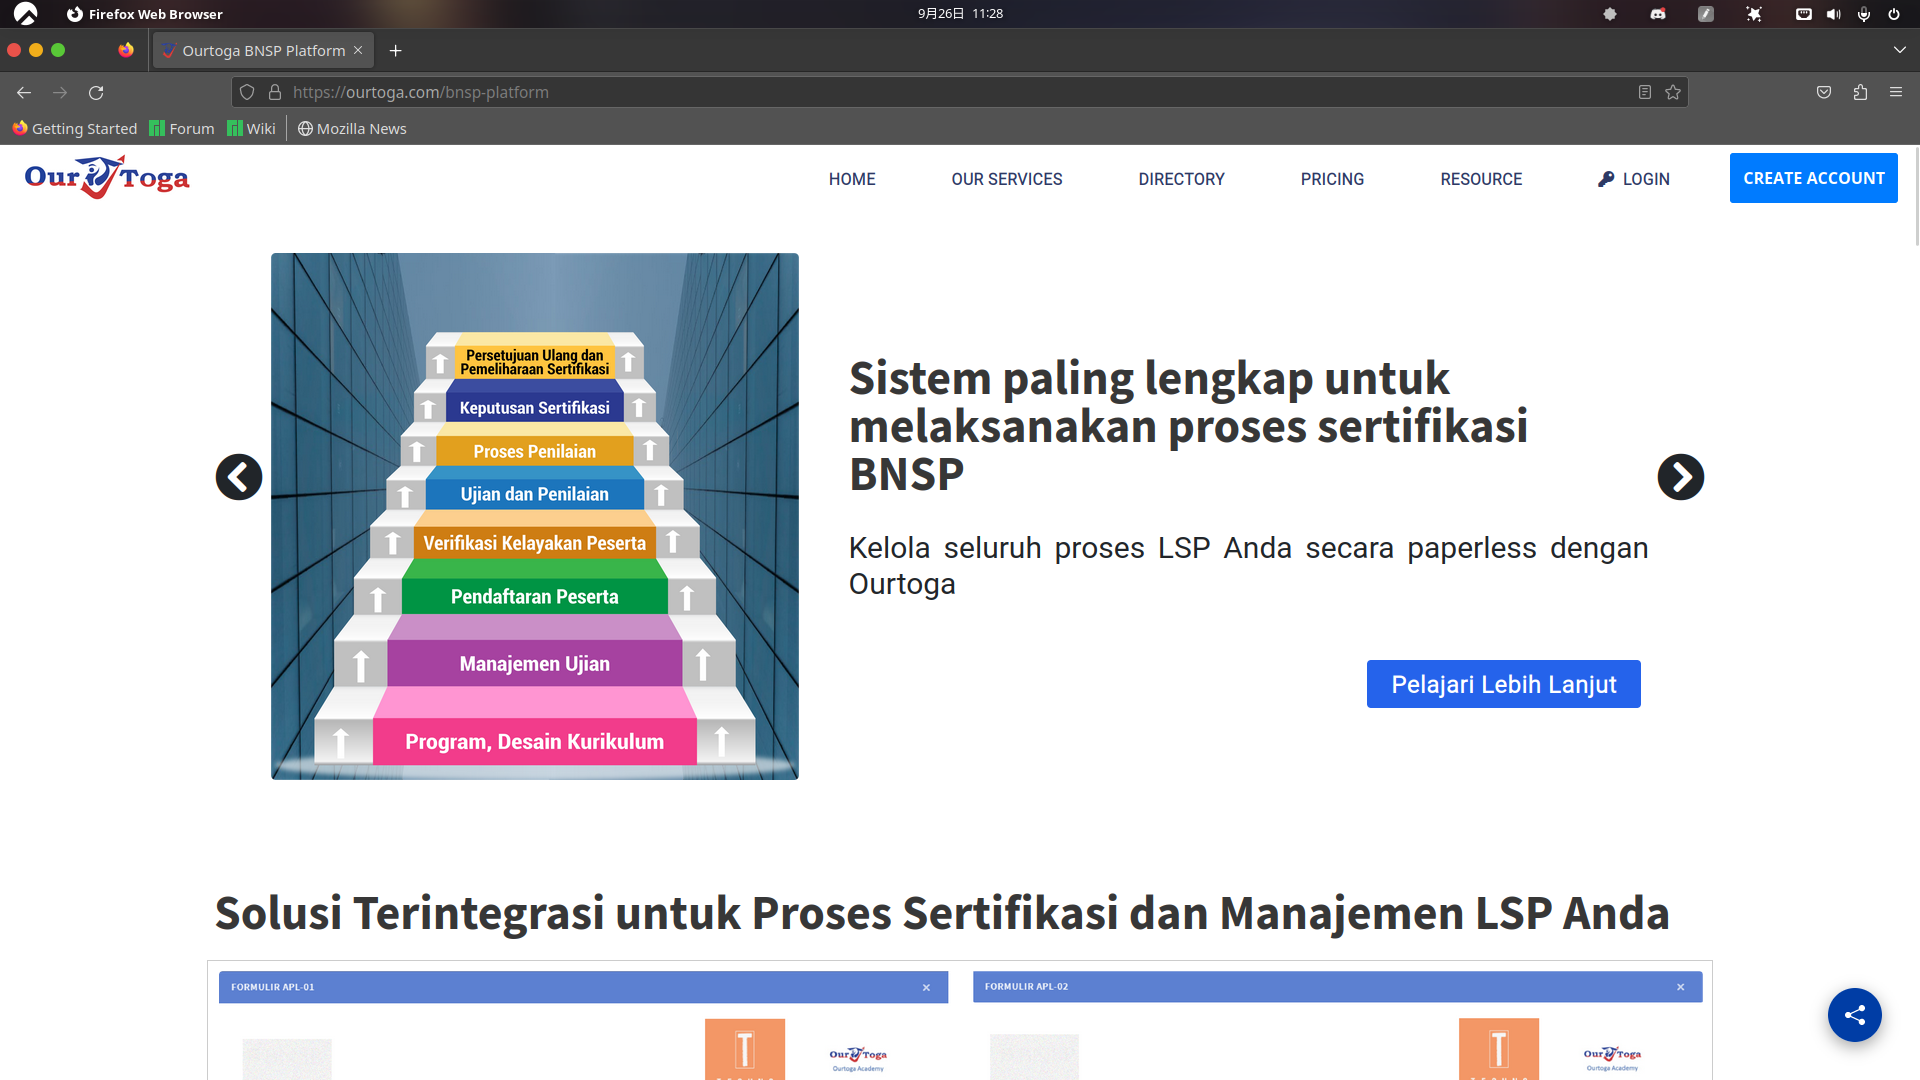 Firefox Web Browser
9月26日 11:28
Ourtoga BNSP Platform
https://ourtoga.com/bnsp-platform
Getting Started
Forum
Wiki
Mozilla News
Our Toga
HOME
OUR SERVICES
DIRECTORY
PRICING
RESOURCE
LOGIN
CREATE ACCOUNT
Persetujuan Ulang dan
Pemeliharaan Sertifikasi
Keputusan Sertifikasi
Proses Penilaian
Ujian dan Penilaian
Verifikasi Kelayakan Peserta
Pendaftaran Peserta
Manajemen Ujian
Program, Desain Kurikulum
Sistem paling lengkap untuk
melaksanakan proses sertifikasi
BNSP
Kelola seluruh proses LSP Anda secara paperless dengan
Ourtoga
Pelajari Lebih Lanjut
Solusi Terintegrasi untuk Proses Sertifikasi dan Manajemen LSP Anda
FORMULIR APL-01
FORMULIR APL-02
T
Our Toga
Ourtoga Academy
T
Our Toga
Ourtoga Academy